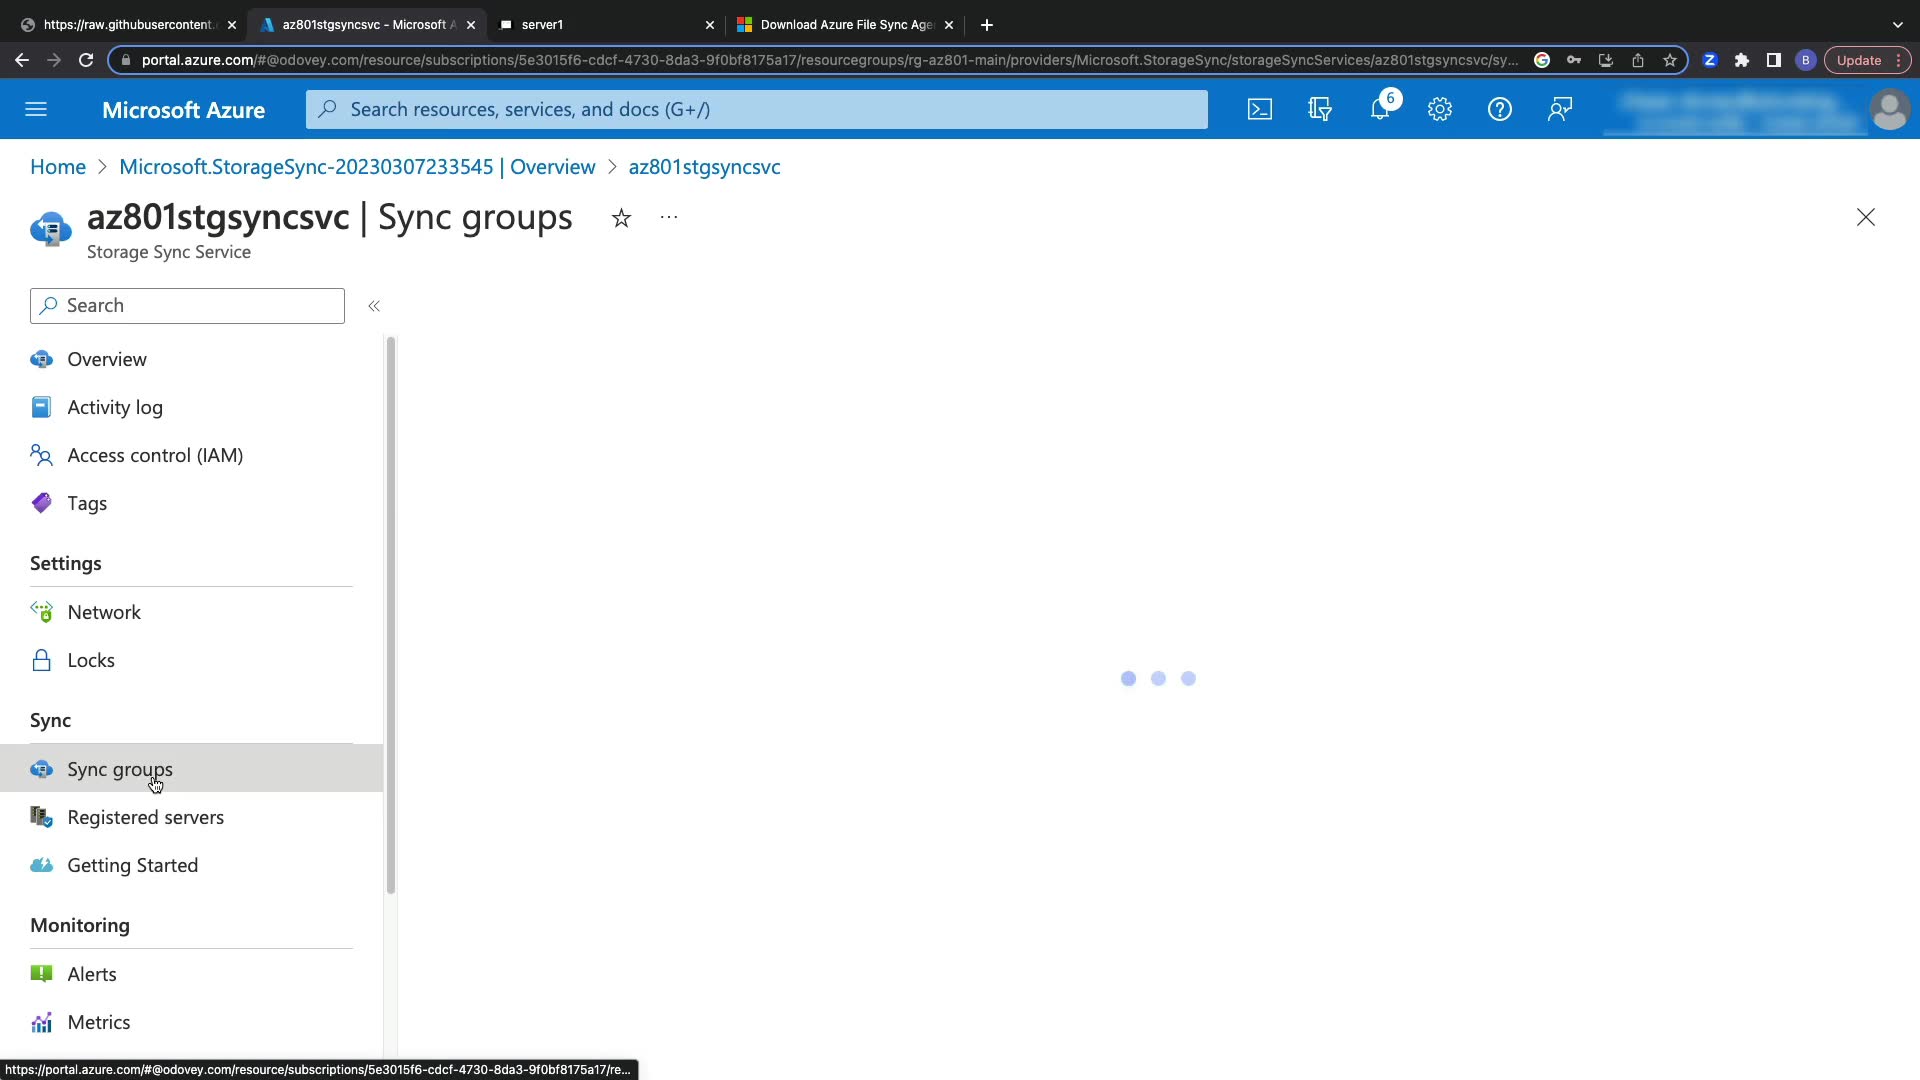 https://raw.githubusercontent.
az801stgsyncsvc - Microsoft A
server1
Download Azure File Sync Age
Z
B
Update
portal.azure.com/#@odovey.com/resource/subscriptions/5e3015f6-cdcf-4730-8da3-9f0bf8175a17/resourcegroups/rg-az801-main/providers/Microsoft.StorageSync/storageSyncServices/az801stgsyncsvc/sy...
Microsoft Azure
Search resources, services, and docs (G+/)
6
Home > Microsoft.StorageSync-20230307233545 | Overview > az801stgsyncsvc
az801stgsyncsvc | Sync groups
Storage Sync Service
Search
Overview
Activity log
Access control (IAM)
Tags
Settings
Network
Locks
Sync
Sync groups
Registered servers
Getting Started
Monitoring
Alerts
Metrics
https://portal.azure.com/#@odovey.com/resource/subscriptions/5e3015f6-cdcf-4730-8da3-9f0bf8175a17/re...